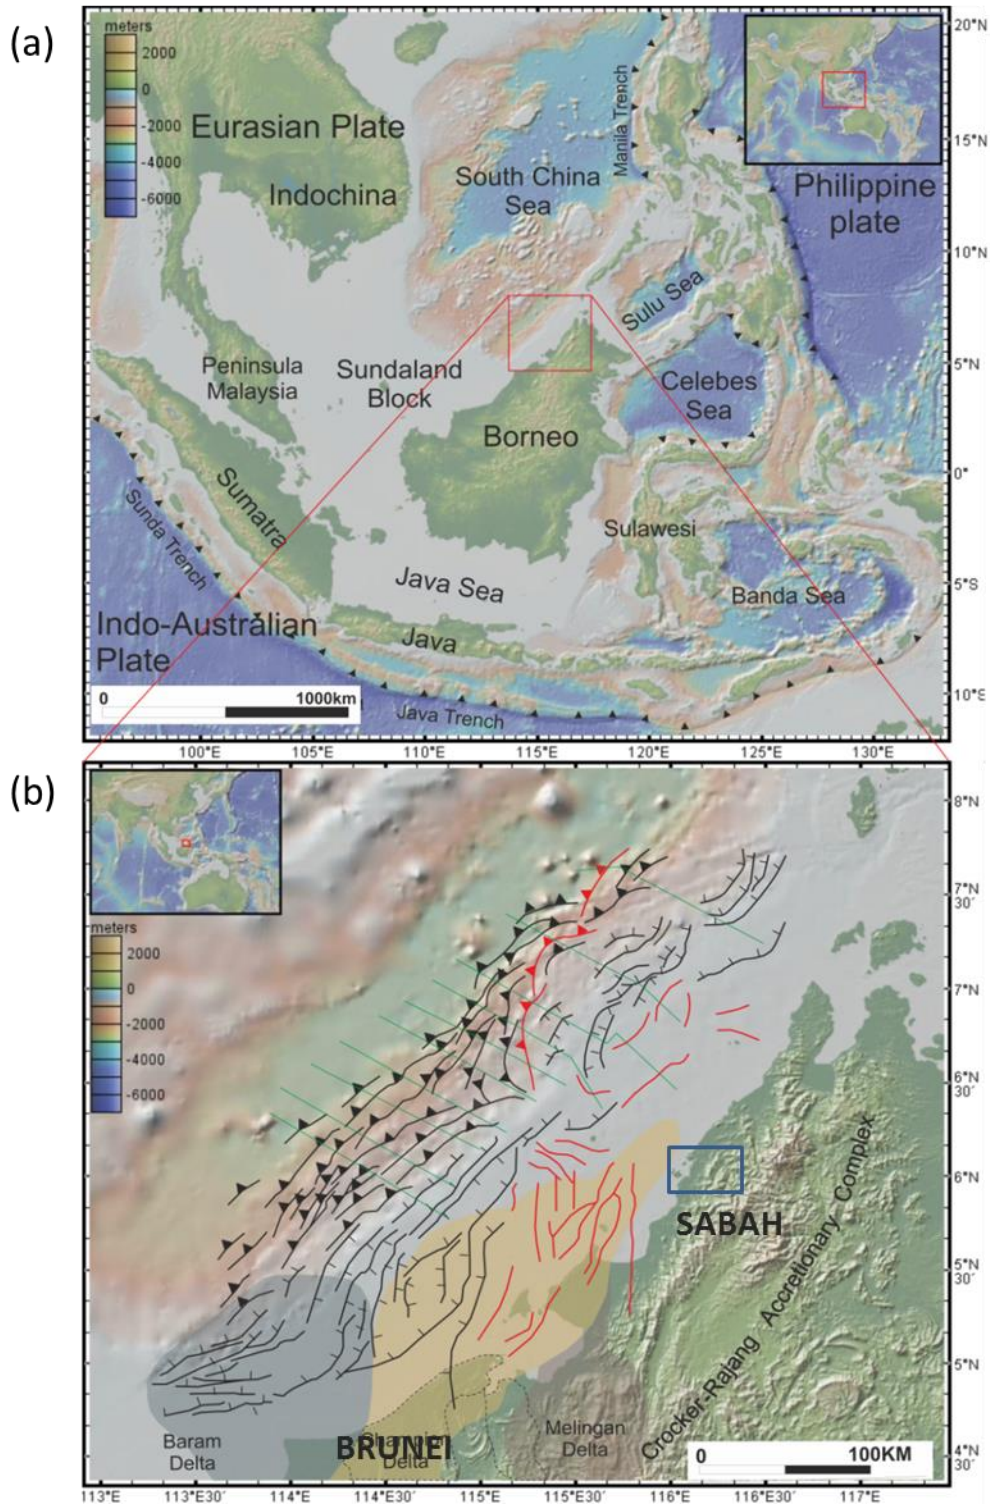 (a)
meters
2000
0
-2000
-4000
-6000
20°N
15°N
10°N
5°N
0°
5°S
10°S
Eurasian Plate
Indochina
South China
Sea
Manila Trench
Philippine
plate
Sulu Sea
Peninsula
Malaysia
Sundaland
Block
Celebes
Sea
Borneo
Sumatra
Sunda Trench
Sulawesi
Java Sea
Banda Sea
Indo-Australian
Plate
Java
Java Trench
0 1000km
100°E 105°E 110°E 115°E 120°E 125°E 130°E
(b)
meters
2000
0
-2000
-4000
-6000
8°N
7°N
30′
7°N
6°N
30′
6°N
5°N
30′
5°N
4°N
30′
SABAH
Crocker-Rajang Accretionary Complex
Baram
Delta
BRUNEI
Delta
Melingan
Delta
0 100KM
113°E 113°E30′ 114°E 114°E30′ 115°E 115°E30′ 116°E 116°E30′ 117°E